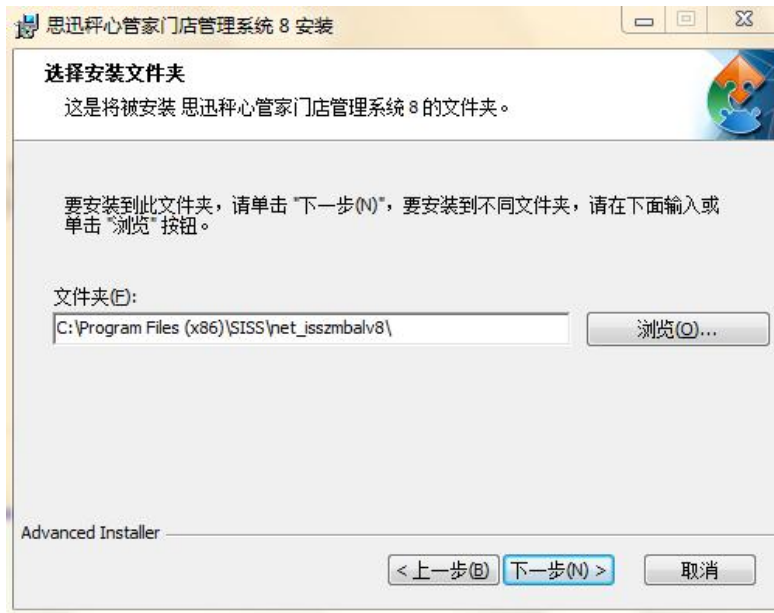 思迅秤心管家门店管理系统 8 安装
选择安装文件夹
这是将被安装 思迅秤心管家门店管理系统 8 的文件夹。
要安装到此文件夹，请单击 "下一步(N)"，要安装到不同文件夹，请在下面输入或
单击 "浏览" 按钮。
文件夹(F):
C:\Program Files (x86)\SISS\net_isszmbalv8\
浏览(O)...
Advanced Installer
< 上一步(B)
下一步(N) >
取消